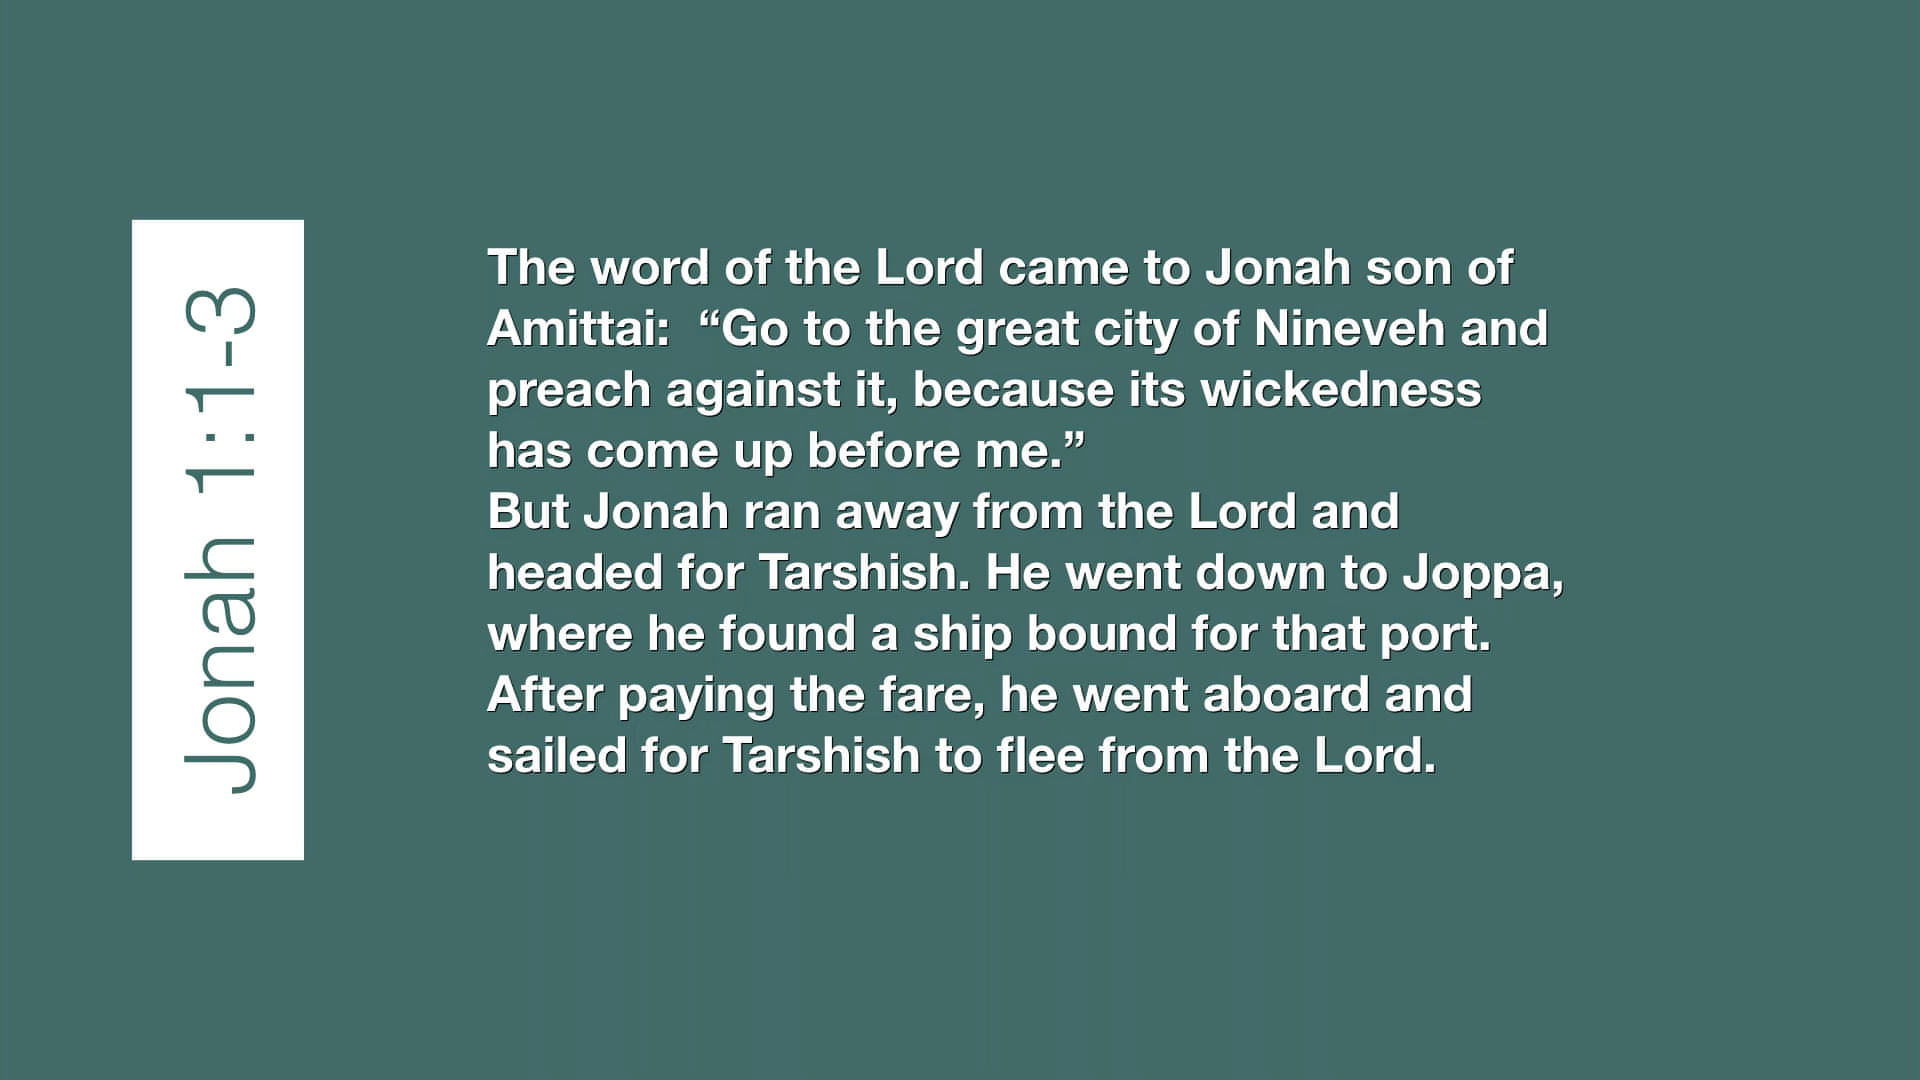 Jonah 1:1-3
The word of the Lord came to Jonah son of
Amittai:  “Go to the great city of Nineveh and
preach against it, because its wickedness
has come up before me.”
But Jonah ran away from the Lord and
headed for Tarshish. He went down to Joppa,
where he found a ship bound for that port.
After paying the fare, he went aboard and
sailed for Tarshish to flee from the Lord.